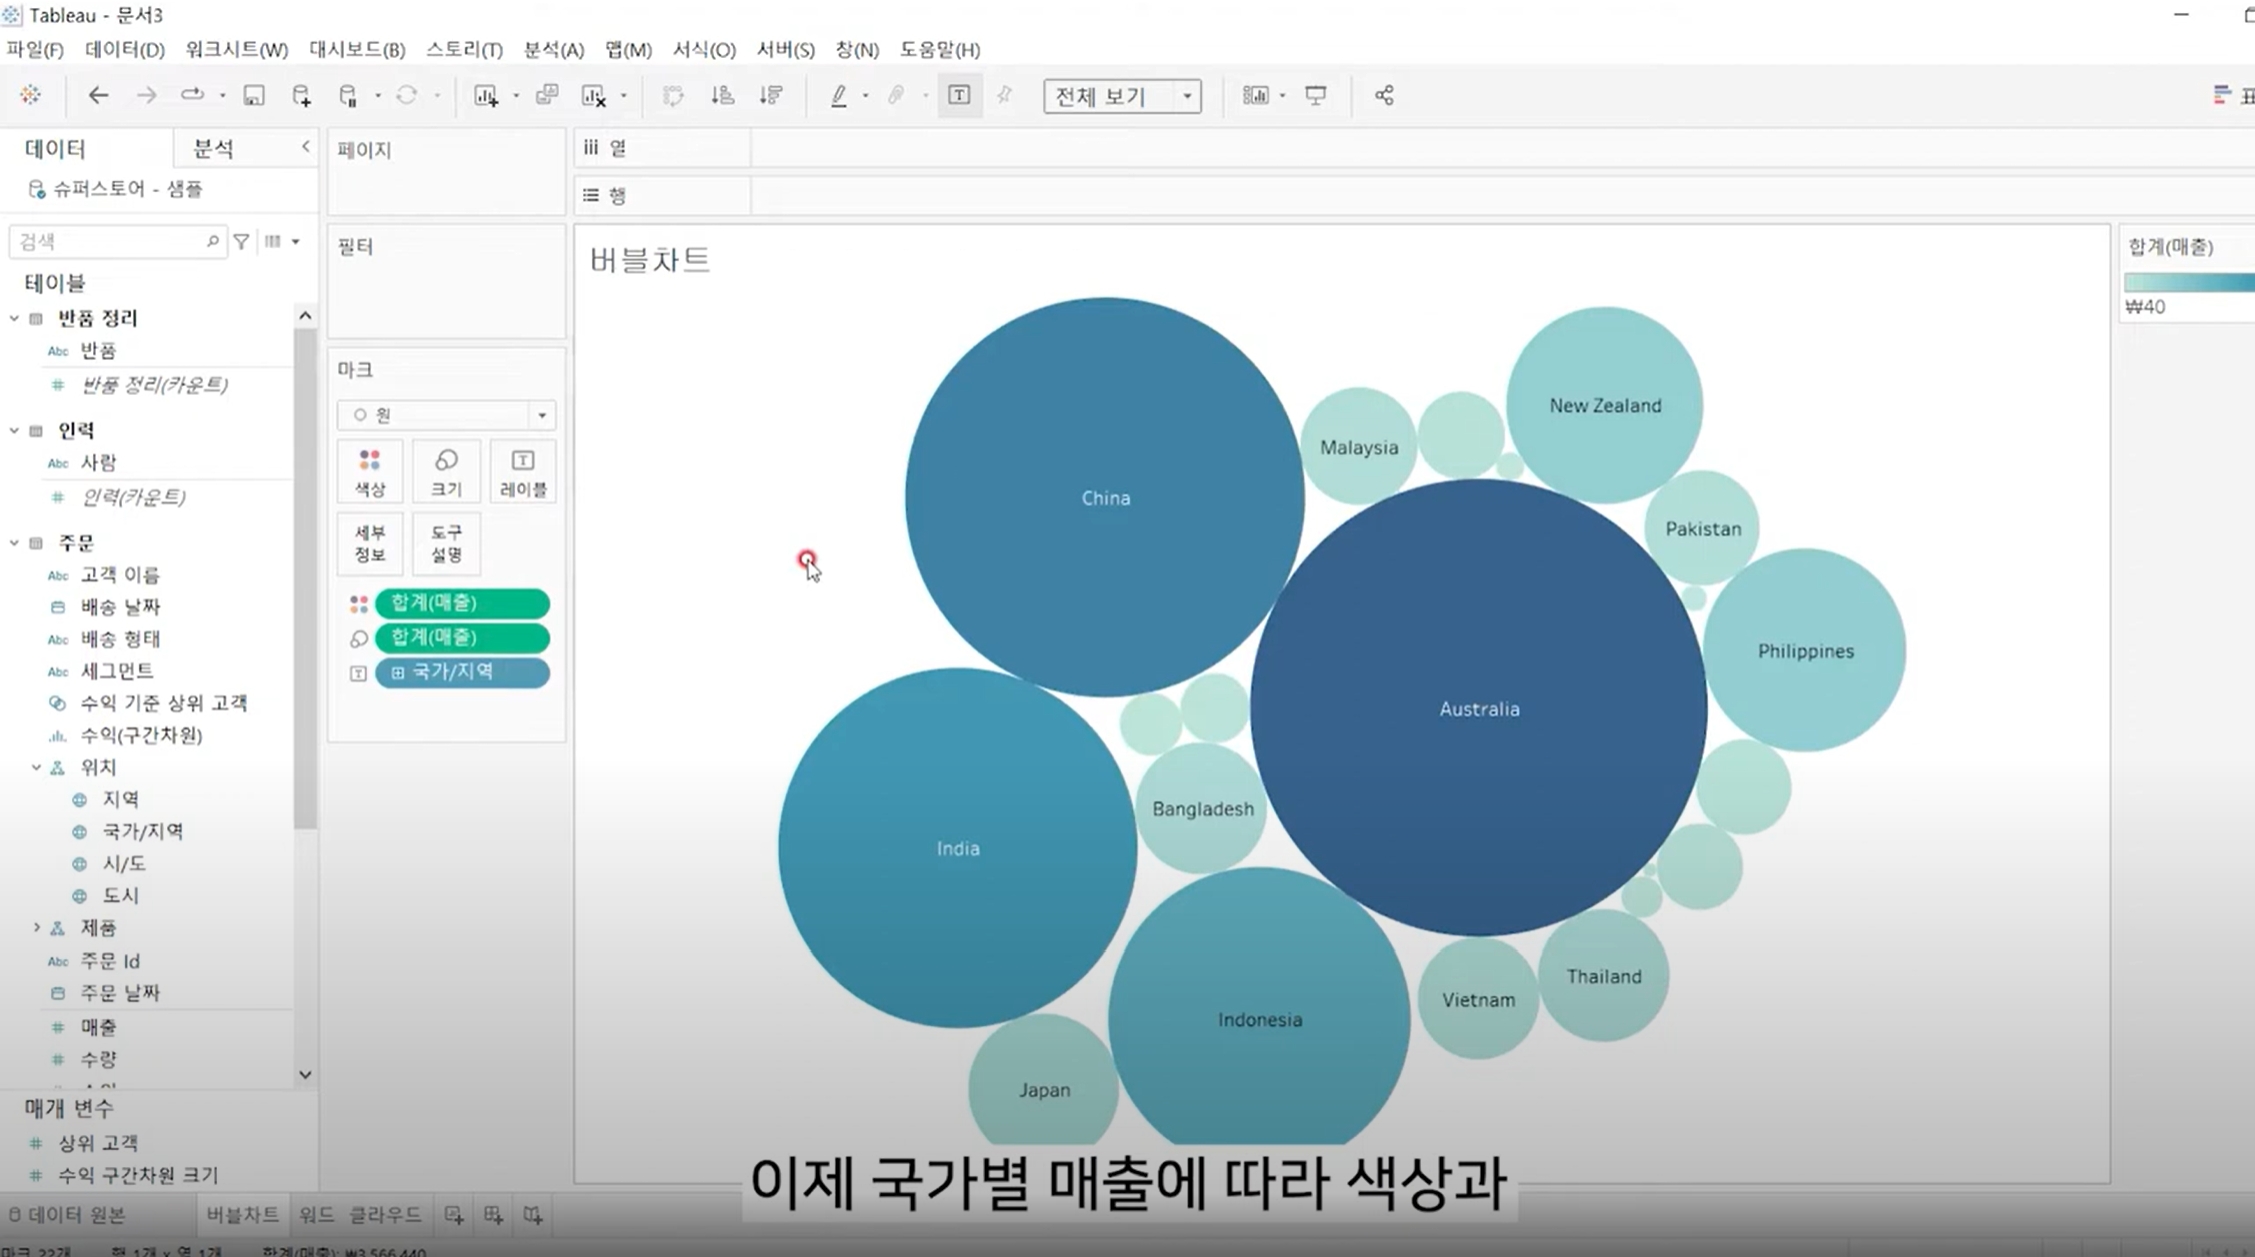 Tableau - 문서3
파일(F) 데이터(D) 워크시트(W) 대시보드(B) 스토리(T) 분석(A) 맵(M) 서식(O) 서버(S) 창(N) 도움말(H)
전체 보기
데이터 분석
슈퍼스토어 - 샘플
검색
테이블
반품 정리
Abc 반품
# 반품 정리(카운트)
인력
Abc 사람
# 인력(카운트)
주문
Abc 고객 이름
배송 날짜
Abc 배송 형태
Abc 세그먼트
수익 기준 상위 고객
수익(구간차원)
위치
지역
국가/지역
시/도
도시
제품
Abc 주문 Id
주문 날짜
# 매출
# 수량
매개 변수
# 상위 고객
# 수익 구간차원 크기
페이지
필터
마크
원
색상 크기 레이블
세부 정보 도구 설명
합계(매출)
합계(매출)
국가/지역
열
행
버블차트
China
Malaysia
New Zealand
Pakistan
Philippines
Australia
Bangladesh
India
Indonesia
Vietnam
Thailand
Japan
합계(매출)
₩40
이제 국가별 매출에 따라 색상과
데이터 원본 버블차트 워드 클라우드
마크 22개 행 1개 x 열 1개 합계(매출): ₩3,566,440